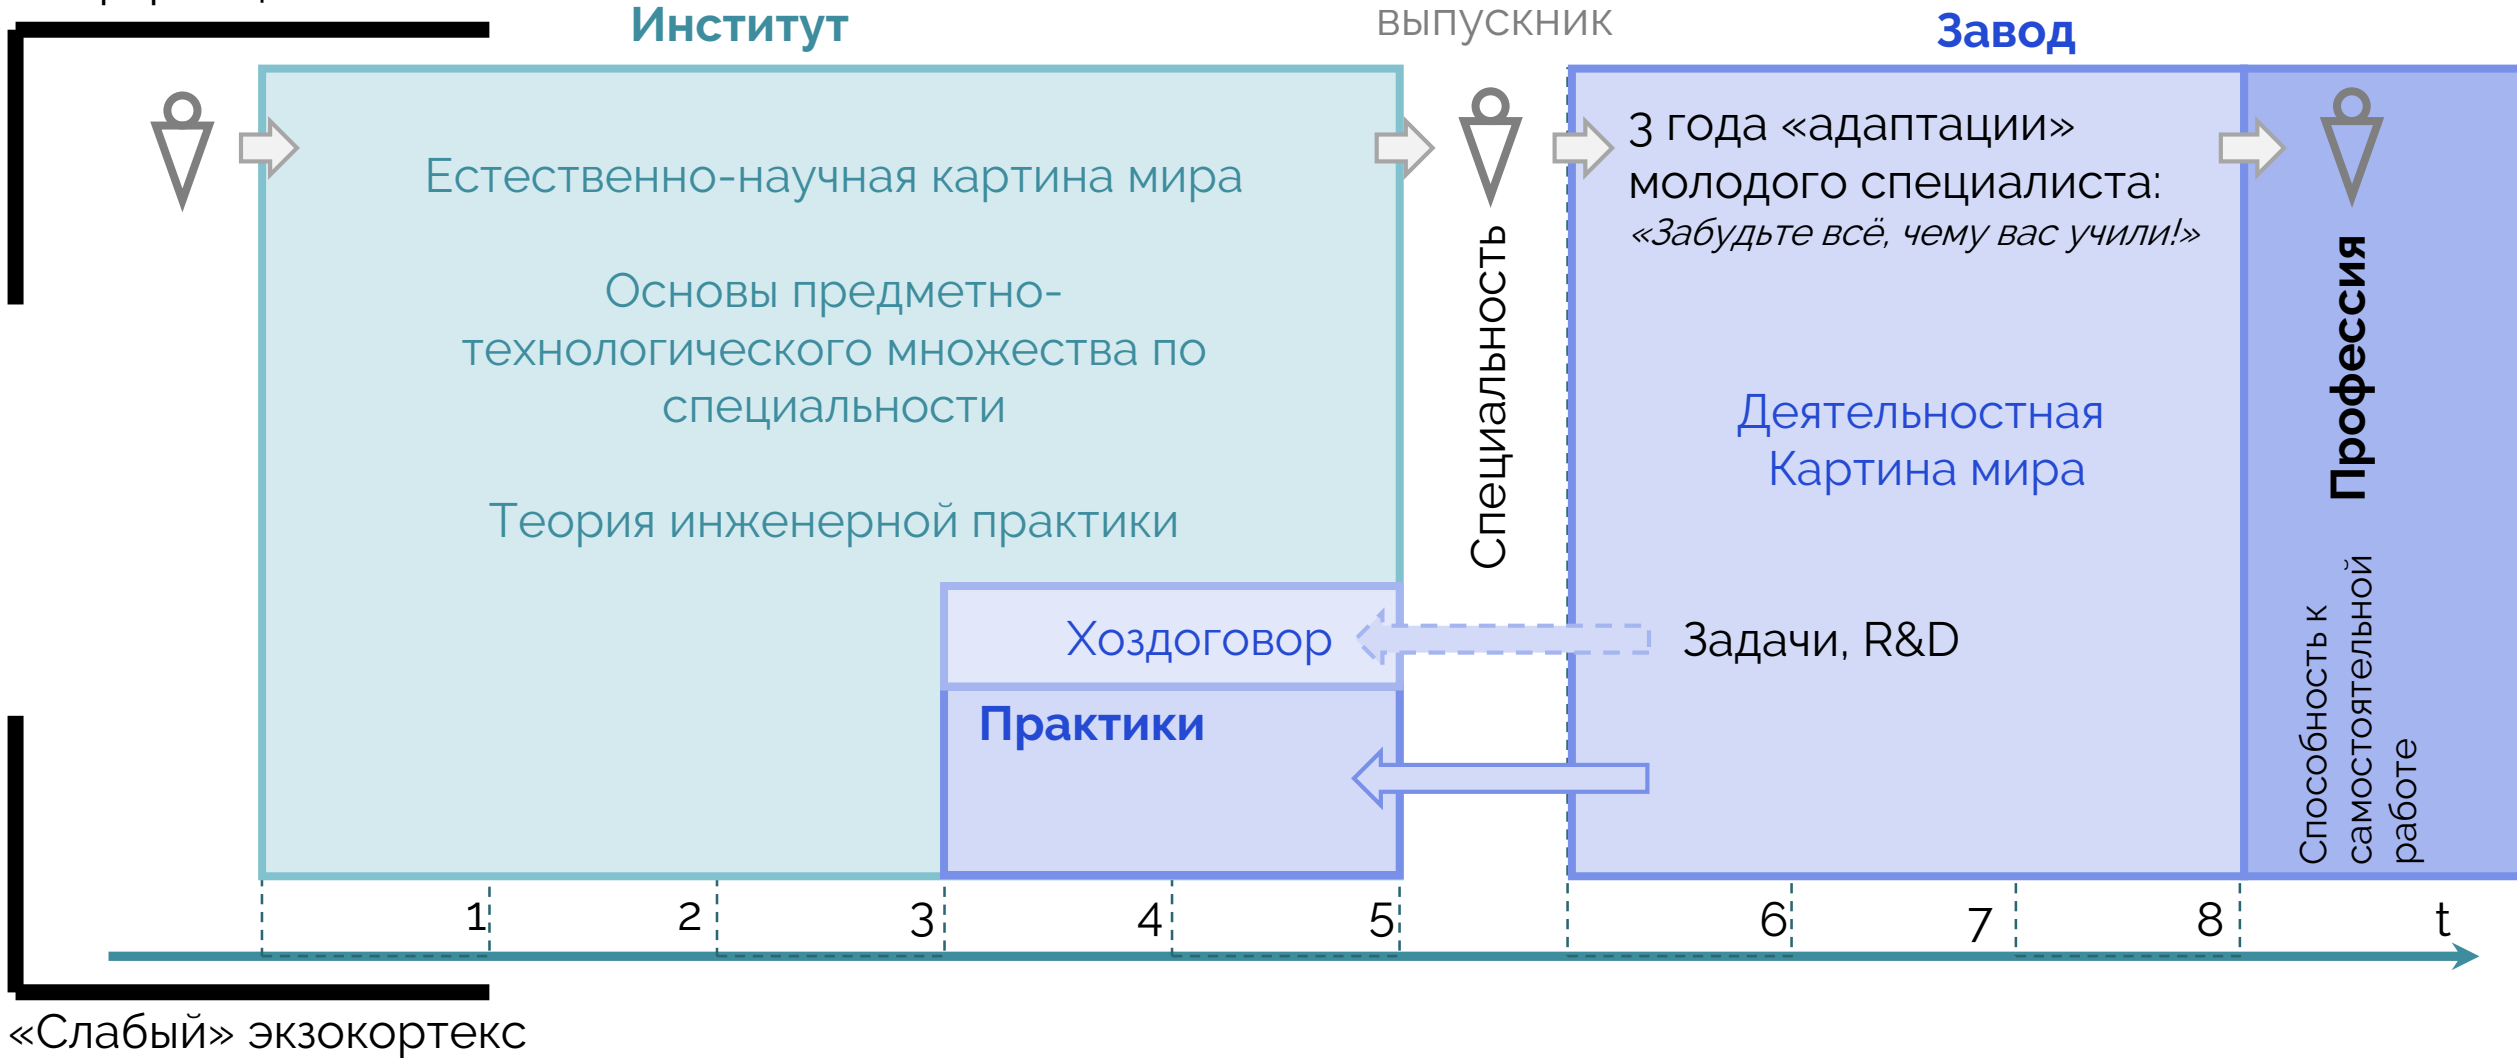 Институт
выпускник
Завод
Естественно-научная картина мира
Основы предметно-
технологического множества по
специальности
Теория инженерной практики
Хоздоговор
Практики
Специальность
3 года «адаптации»
молодого специалиста:
«Забудьте всё, чему вас учили!»
Деятельностная
Картина мира
Задачи, R&D
Профессия
Способность к
самостоятельной
работе
1
2
3
4
5
6
7
8
t
«Слабый» экзокортекс